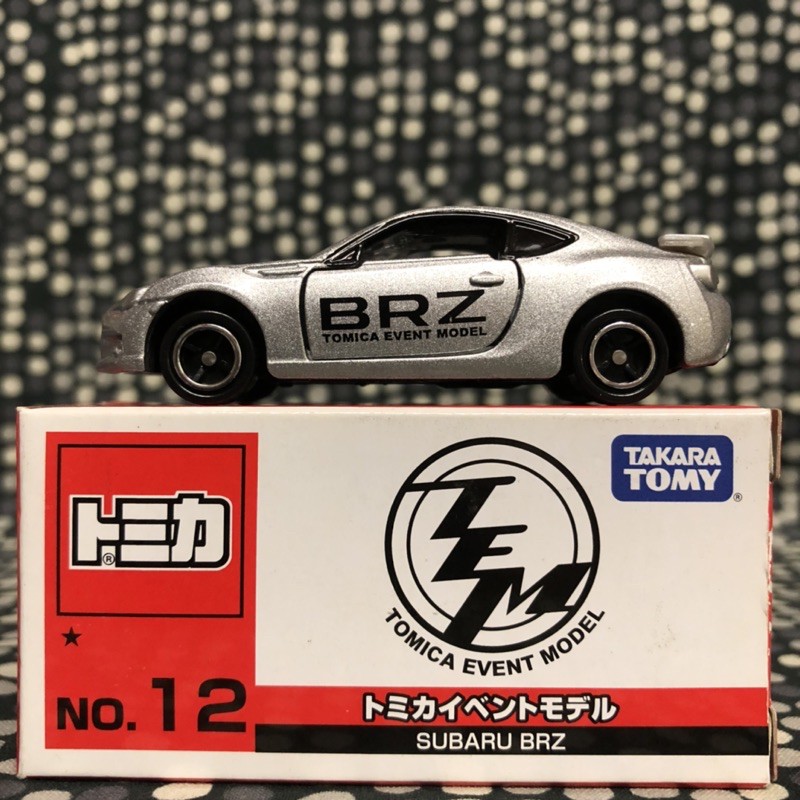 BRZ
TOMICA EVENT MODEL
トミカ®
TAKARA
TOMY®
TEM
TOMICA EVENT MODEL
★
NO. 12
トミカイベントモデル
SUBARU BRZ